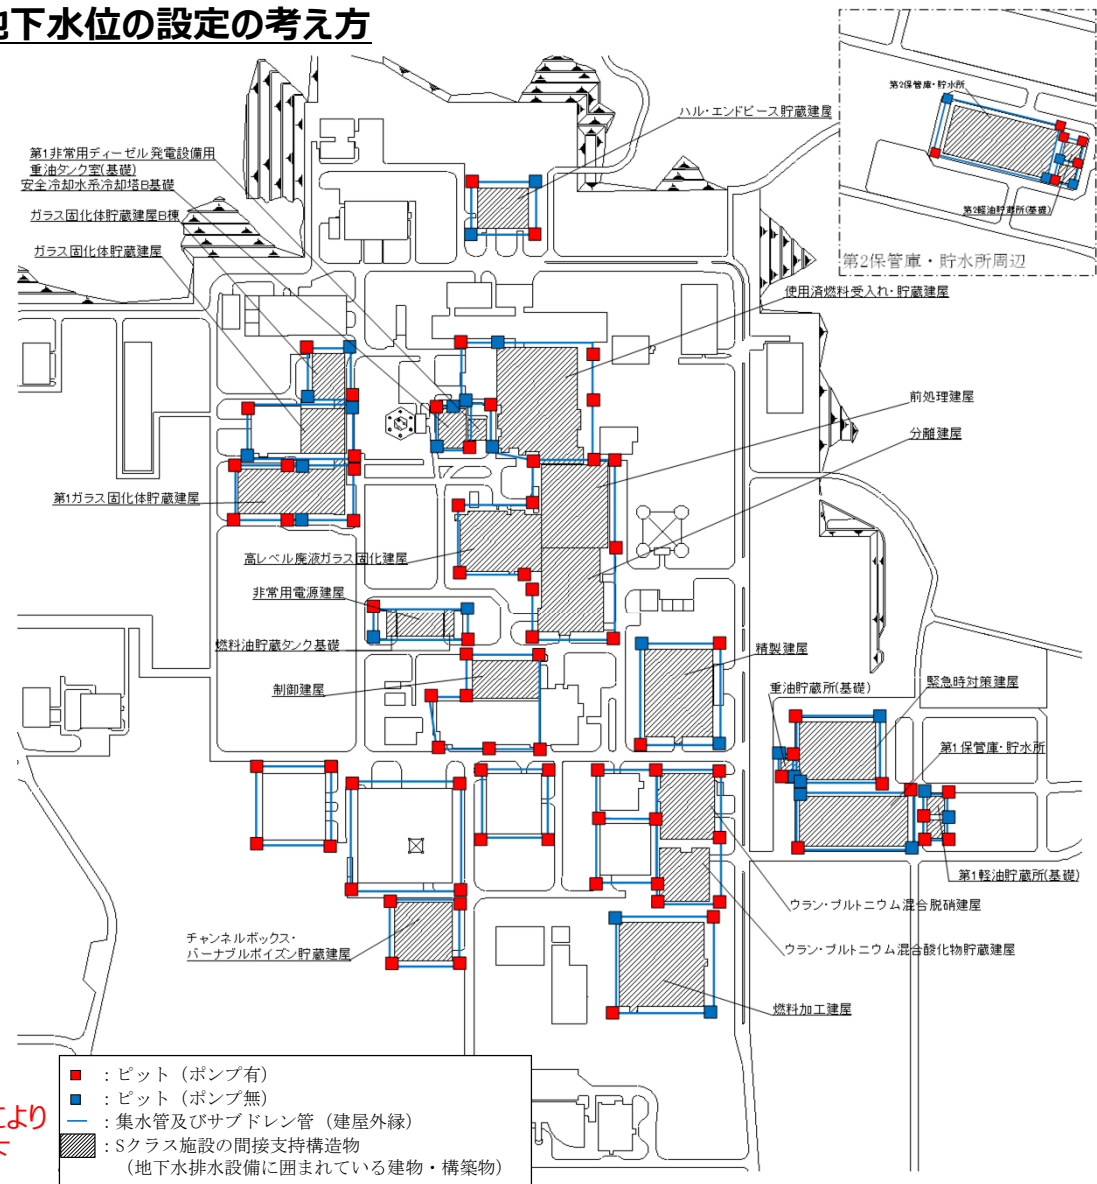 地下水位の設定の考え方
ハル・エンドピース貯蔵建屋
第2保管庫・貯水所
第2軽油貯蔵所(基礎)
第2保管庫・貯水所周辺
第1非常用ディーゼル発電設備用
重油タンク室(基礎)
安全冷却水系冷却塔B基礎
ガラス固化体貯蔵建屋B棟
ガラス固化体貯蔵建屋
使用済燃料受入れ・貯蔵建屋
前処理建屋
分離建屋
第1ガラス固化体貯蔵建屋
高レベル廃液ガラス固化建屋
非常用電源建屋
燃料油貯蔵タンク基礎
制御建屋
精製建屋
重油貯蔵所(基礎)
緊急時対策建屋
第1保管庫・貯水所
第1軽油貯蔵所(基礎)
ウラン・プルトニウム混合脱硝建屋
チャンネルボックス・
バーナブルポイズン貯蔵建屋
ウラン・プルトニウム混合酸化物貯蔵建屋
燃料加工建屋
：ピット（ポンプ有）
：ピット（ポンプ無）
：集水管及びサブドレン管（建屋外縁）
：Sクラス施設の間接支持構造物
（地下水排水設備に囲まれている建物・構築物）
により